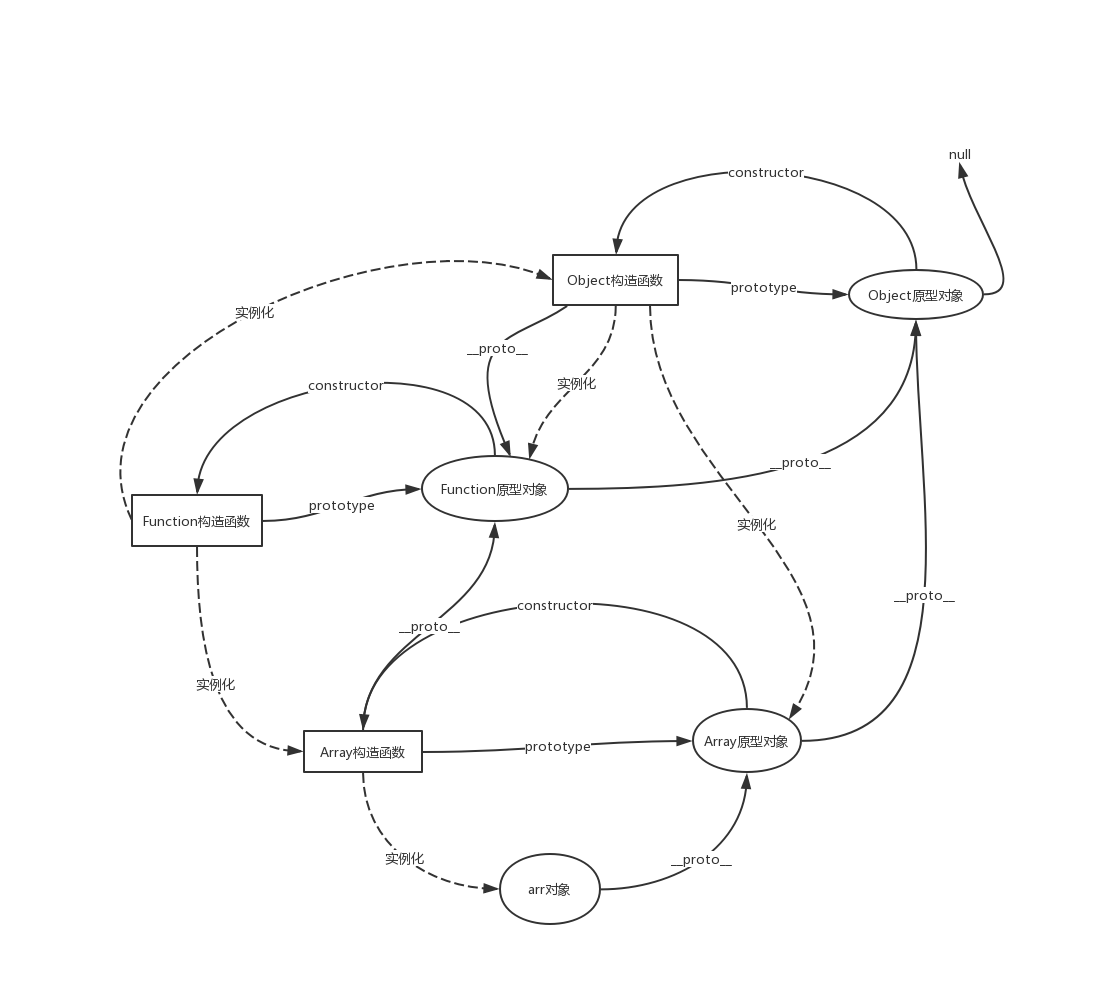 null
constructor
Object构造函数
prototype
Object原型对象
实例化
__proto__
实例化
constructor
__proto__
Function原型对象
prototype
Function构造函数
实例化
__proto__
constructor
__proto__
实例化
Array构造函数
prototype
Array原型对象
实例化
__proto__
arr对象